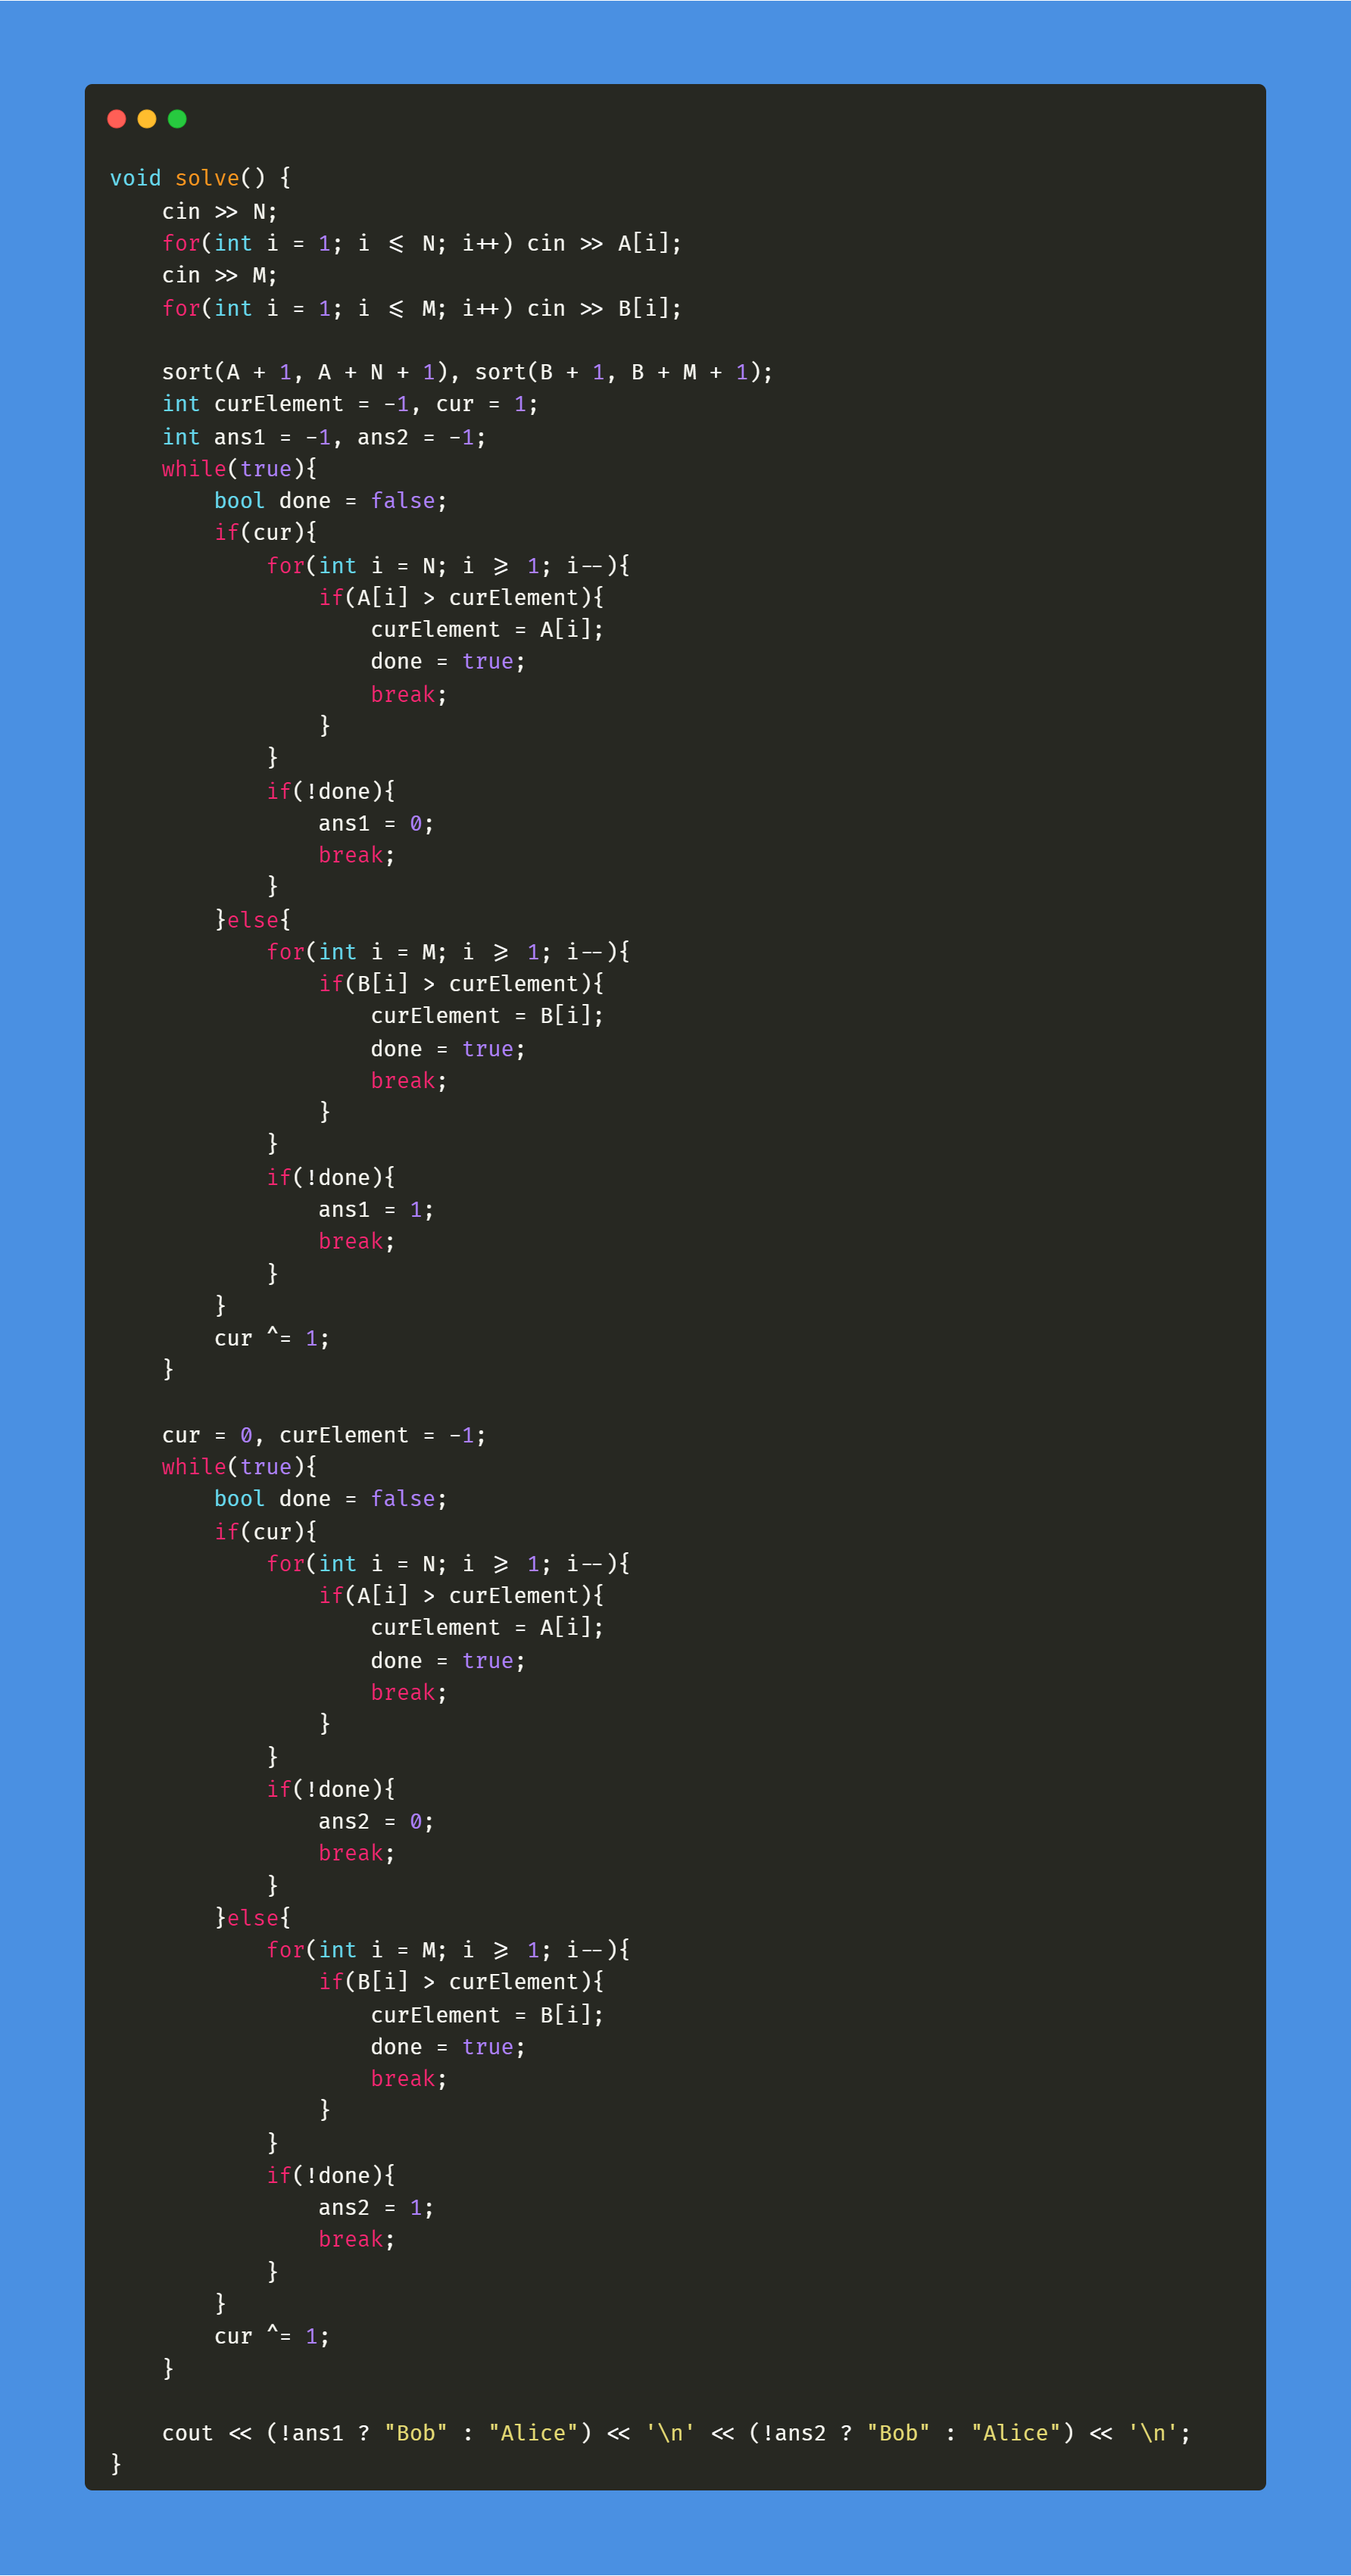 void solve() {
    cin >> N;
    for(int i = 1; i <= N; i++) cin >> A[i];
    cin >> M;
    for(int i = 1; i <= M; i++) cin >> B[i];

    sort(A + 1, A + N + 1), sort(B + 1, B + M + 1);
    int curElement = -1, cur = 1;
    int ans1 = -1, ans2 = -1;
    while(true){
        bool done = false;
        if(cur){
            for(int i = N; i >= 1; i--){
                if(A[i] > curElement){
                    curElement = A[i];
                    done = true;
                    break;
                }
            }
            if(!done){
                ans1 = 0;
                break;
            }
        }else{
            for(int i = M; i >= 1; i--){
                if(B[i] > curElement){
                    curElement = B[i];
                    done = true;
                    break;
                }
            }
            if(!done){
                ans1 = 1;
                break;
            }
        }
        cur ^= 1;
    }

    cur = 0, curElement = -1;
    while(true){
        bool done = false;
        if(cur){
            for(int i = N; i >= 1; i--){
                if(A[i] > curElement){
                    curElement = A[i];
                    done = true;
                    break;
                }
            }
            if(!done){
                ans2 = 0;
                break;
            }
        }else{
            for(int i = M; i >= 1; i--){
                if(B[i] > curElement){
                    curElement = B[i];
                    done = true;
                    break;
                }
            }
            if(!done){
                ans2 = 1;
                break;
            }
        }
        cur ^= 1;
    }

    cout << (!ans1 ? "Bob" : "Alice") << '\n' << (!ans2 ? "Bob" : "Alice") << '\n';
}